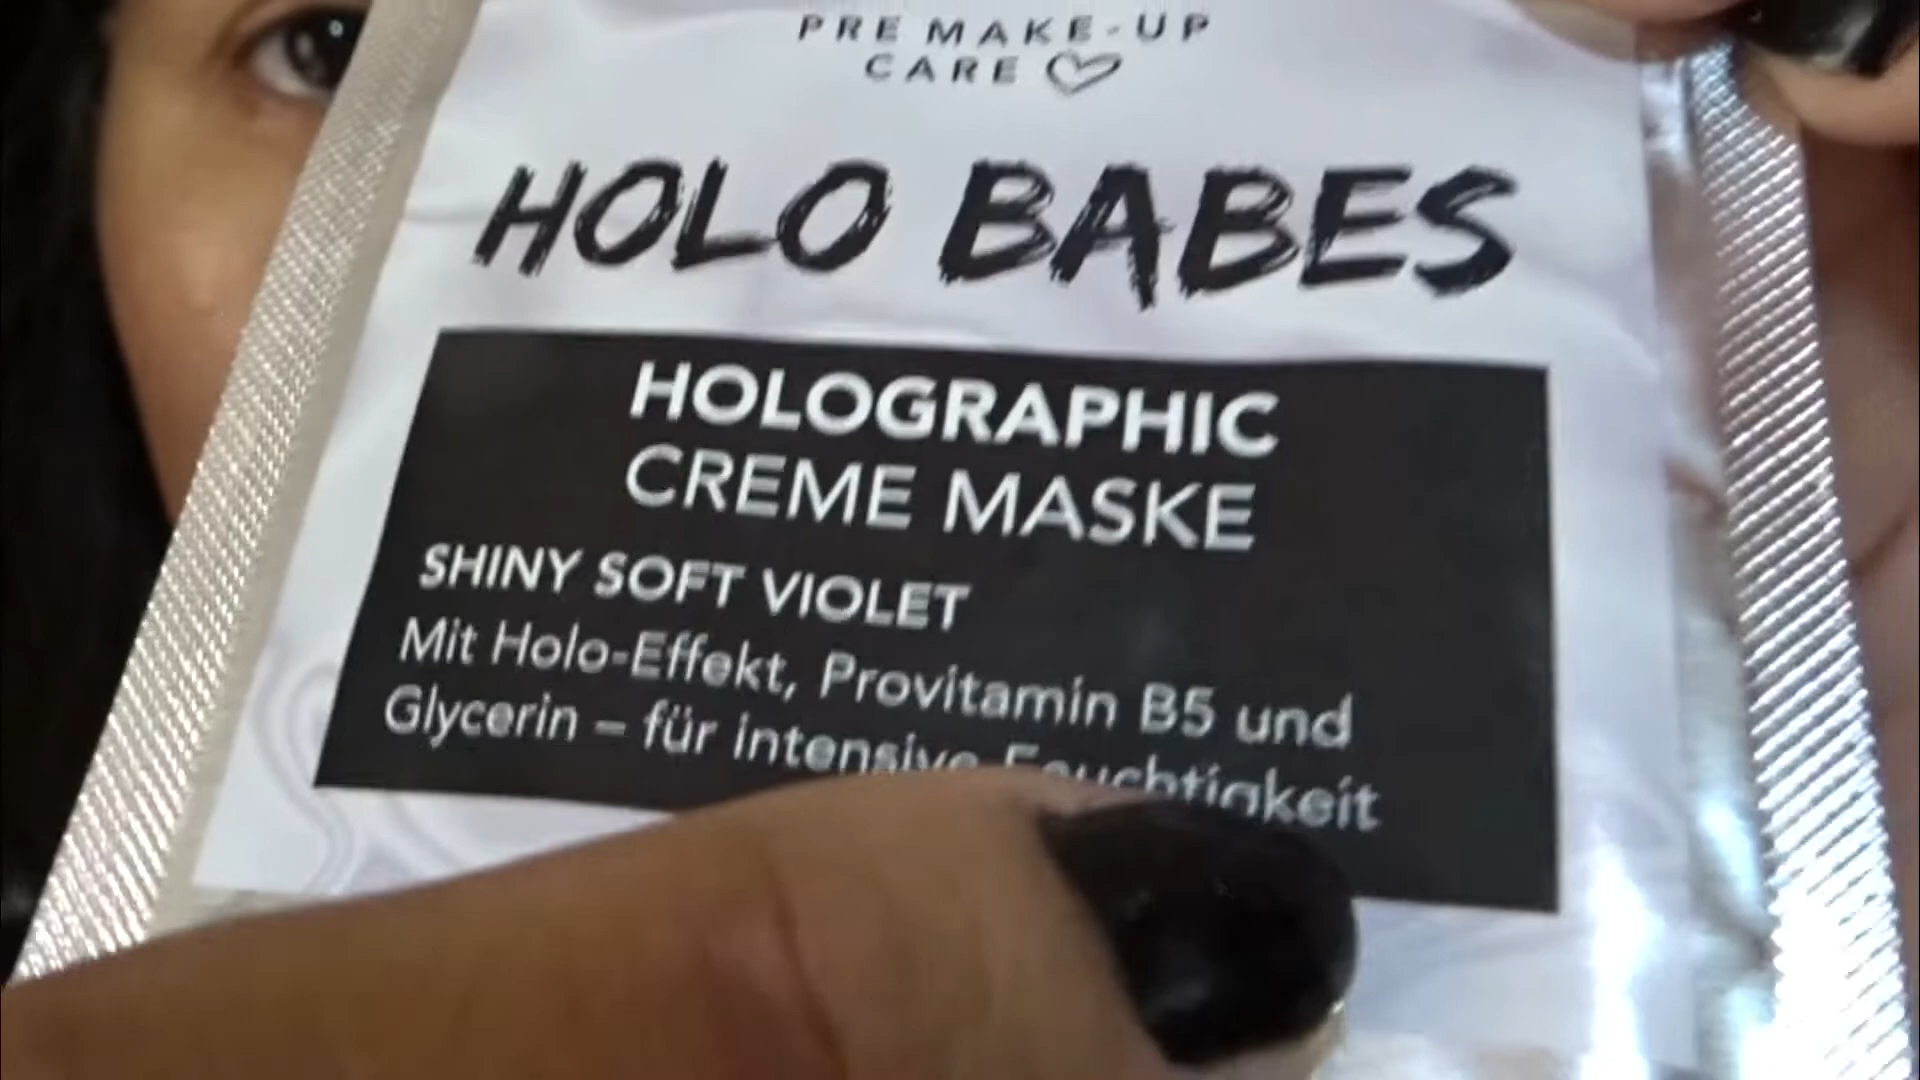 PRE MAKE-UP
CARE
HOLO BABES
HOLOGRAPHIC
CREME MASKE
SHINY SOFT VIOLET
Mit Holo-Effekt, Provitamin B5 und
Glycerin – für intensive Feuchtigkeit